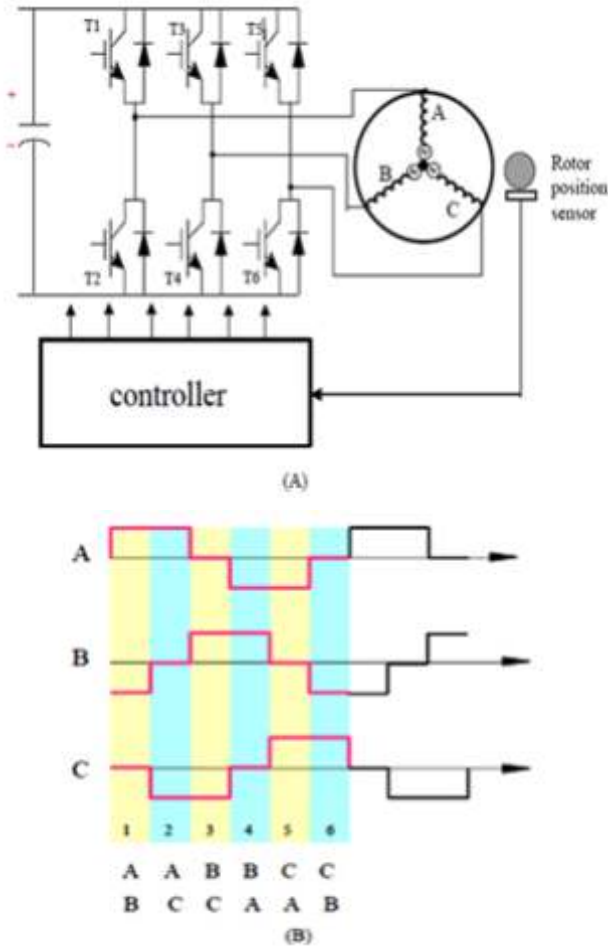 T1
T3
T5
+
-
A
B
C
Rotor
position
sensor
T2
T4
T6
controller
(A)
A
B
C
1 2 3 4 5 6
A A B B C C
B C C A A B
(B)